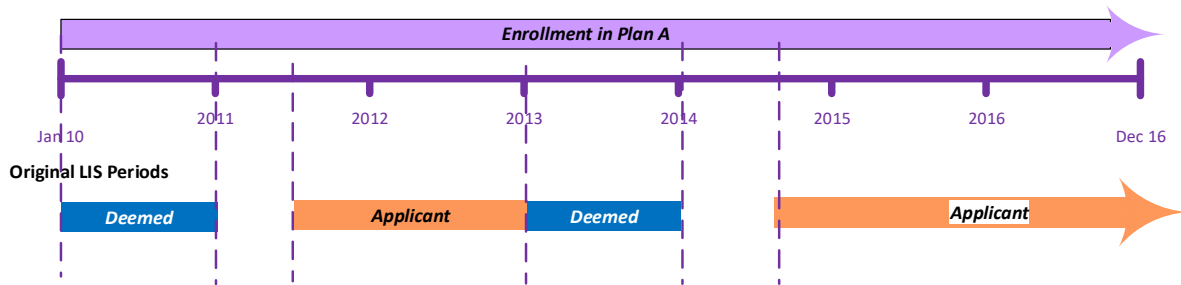 Enrollment in Plan A
2011
2012
2013
2014
2015
2016
Jan 10
Dec 16
Original LIS Periods
Deemed
Applicant
Deemed
Applicant